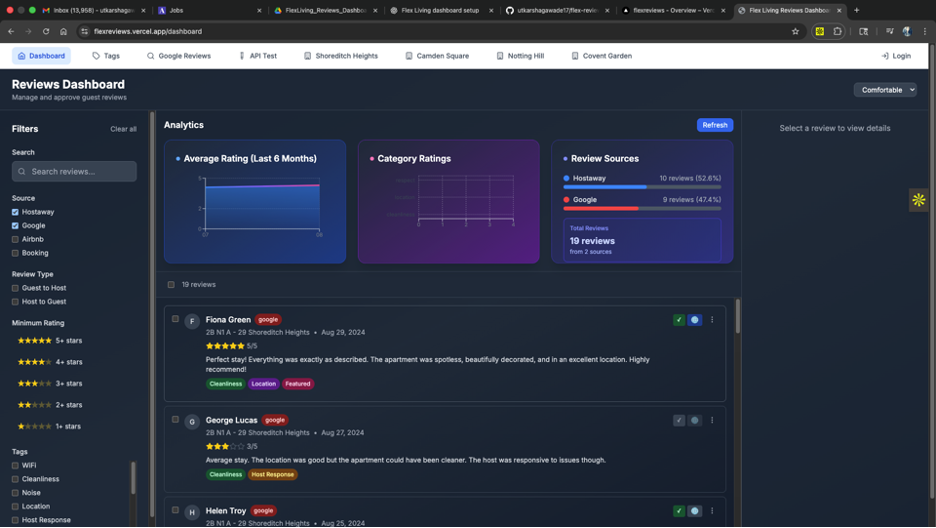 Inbox (13,958) - utkarshagaw
Jobs
FlexLiving_Reviews_Dashbo
Flex Living dashboard setup
utkarshagawade17/flex-revie
flexreviews - Overview - Ver
Flex Living Reviews Dashboa
flexreviews.vercel.app/dashboard
Dashboard
Tags
Google Reviews
API Test
Shoreditch Heights
Camden Square
Notting Hill
Covent Garden
Login
Reviews Dashboard
Manage and approve guest reviews
Comfortable
Filters
Clear all
Search
Search reviews...
Source
Hostaway
Google
Airbnb
Booking
Review Type
Guest to Host
Host to Guest
Minimum Rating
5+ stars
4+ stars
3+ stars
2+ stars
1+ stars
Tags
WiFi
Cleanliness
Noise
Location
Host Response
Analytics
Refresh
Average Rating (Last 6 Months)
5
2
0
07
08
Category Ratings
0 1 2 3 4
Review Sources
Hostaway 10 reviews (52.6%)
Google 9 reviews (47.4%)
Total Reviews
19 reviews
from 2 sources
19 reviews
F
Fiona Green google
2B N1 A - 29 Shoreditch Heights • Aug 29, 2024
5/5
Perfect stay! Everything was exactly as described. The apartment was spotless, beautifully decorated, and in an excellent location. Highly
recommend!
Cleanliness Location Featured
G
George Lucas google
2B N1 A - 29 Shoreditch Heights • Aug 27, 2024
3/5
Average stay. The location was good but the apartment could have been cleaner. The host was responsive to issues though.
Cleanliness Host Response
H
Helen Troy google
2B N1 A - 29 Shoreditch Heights • Aug 25, 2024
Select a review to view details